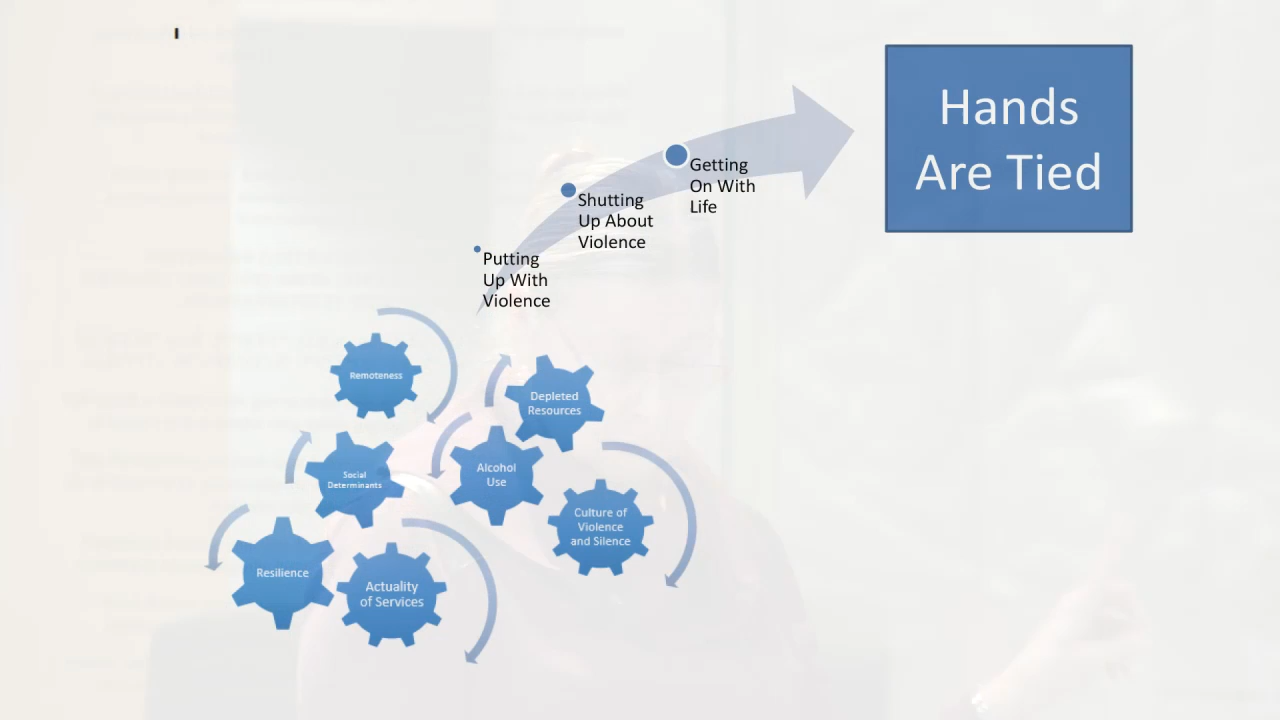 Hands
Are Tied
Getting
On With
Life
Shutting
Up About
Violence
Putting
Up With
Violence
Remoteness
Depleted
Resources
Social
Determinants
Alcohol
Use
Culture of
Violence
and Silence
Resilience
Actuality
of Services